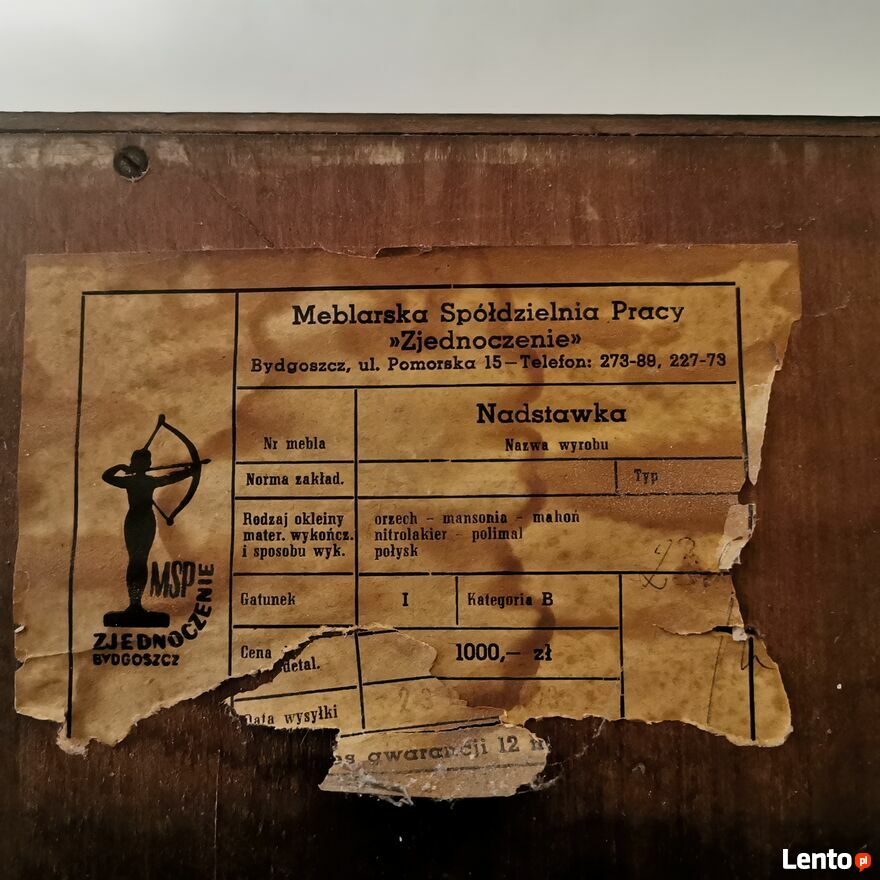 Meblarska Spółdzielnia Pracy
»Zjednoczenie»
Bydgoszcz, ul. Pomorska 15 – Telefon: 273-89, 227-73
Nadstawka
Nr mebla
Nazwa wyrobu
Norma zakład.
Typ
Rodzaj okleiny
mater. wykończ.
i sposobu wyk.
orzech - mansonia - mahoń
nitrolakier - polimal
połysk
Gatunek
I
Kategoria B
Cena
detal.
1000,– zł
Data wysyłki
gwarancji 12
MSP
ZJEDNOCZENIE
BYDGOSZCZ
Lento.pl